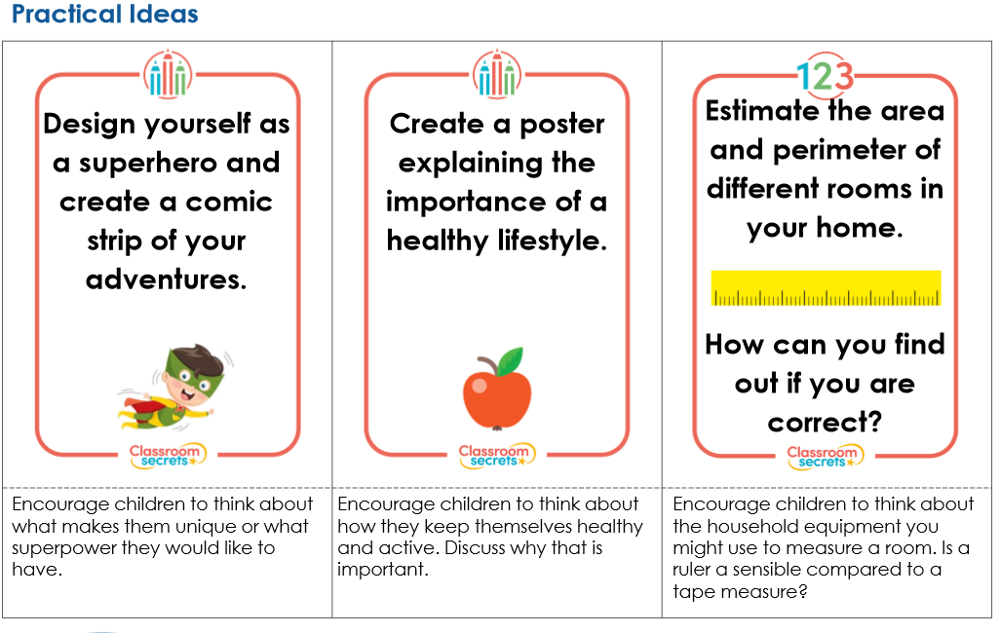 Practical Ideas
Design yourself as
a superhero and
create a comic
strip of your
adventures.
Classroom
secrets
Create a poster
explaining the
importance of a
healthy lifestyle.
Classroom
secrets
123
Estimate the area
and perimeter of
different rooms in
your home.
How can you find
out if you are
correct?
Classroom
secrets
Encourage children to think about
what makes them unique or what
superpower they would like to
have.
Encourage children to think about
how they keep themselves healthy
and active. Discuss why that is
important.
Encourage children to think about
the household equipment you
might use to measure a room. Is a
ruler a sensible compared to a
tape measure?